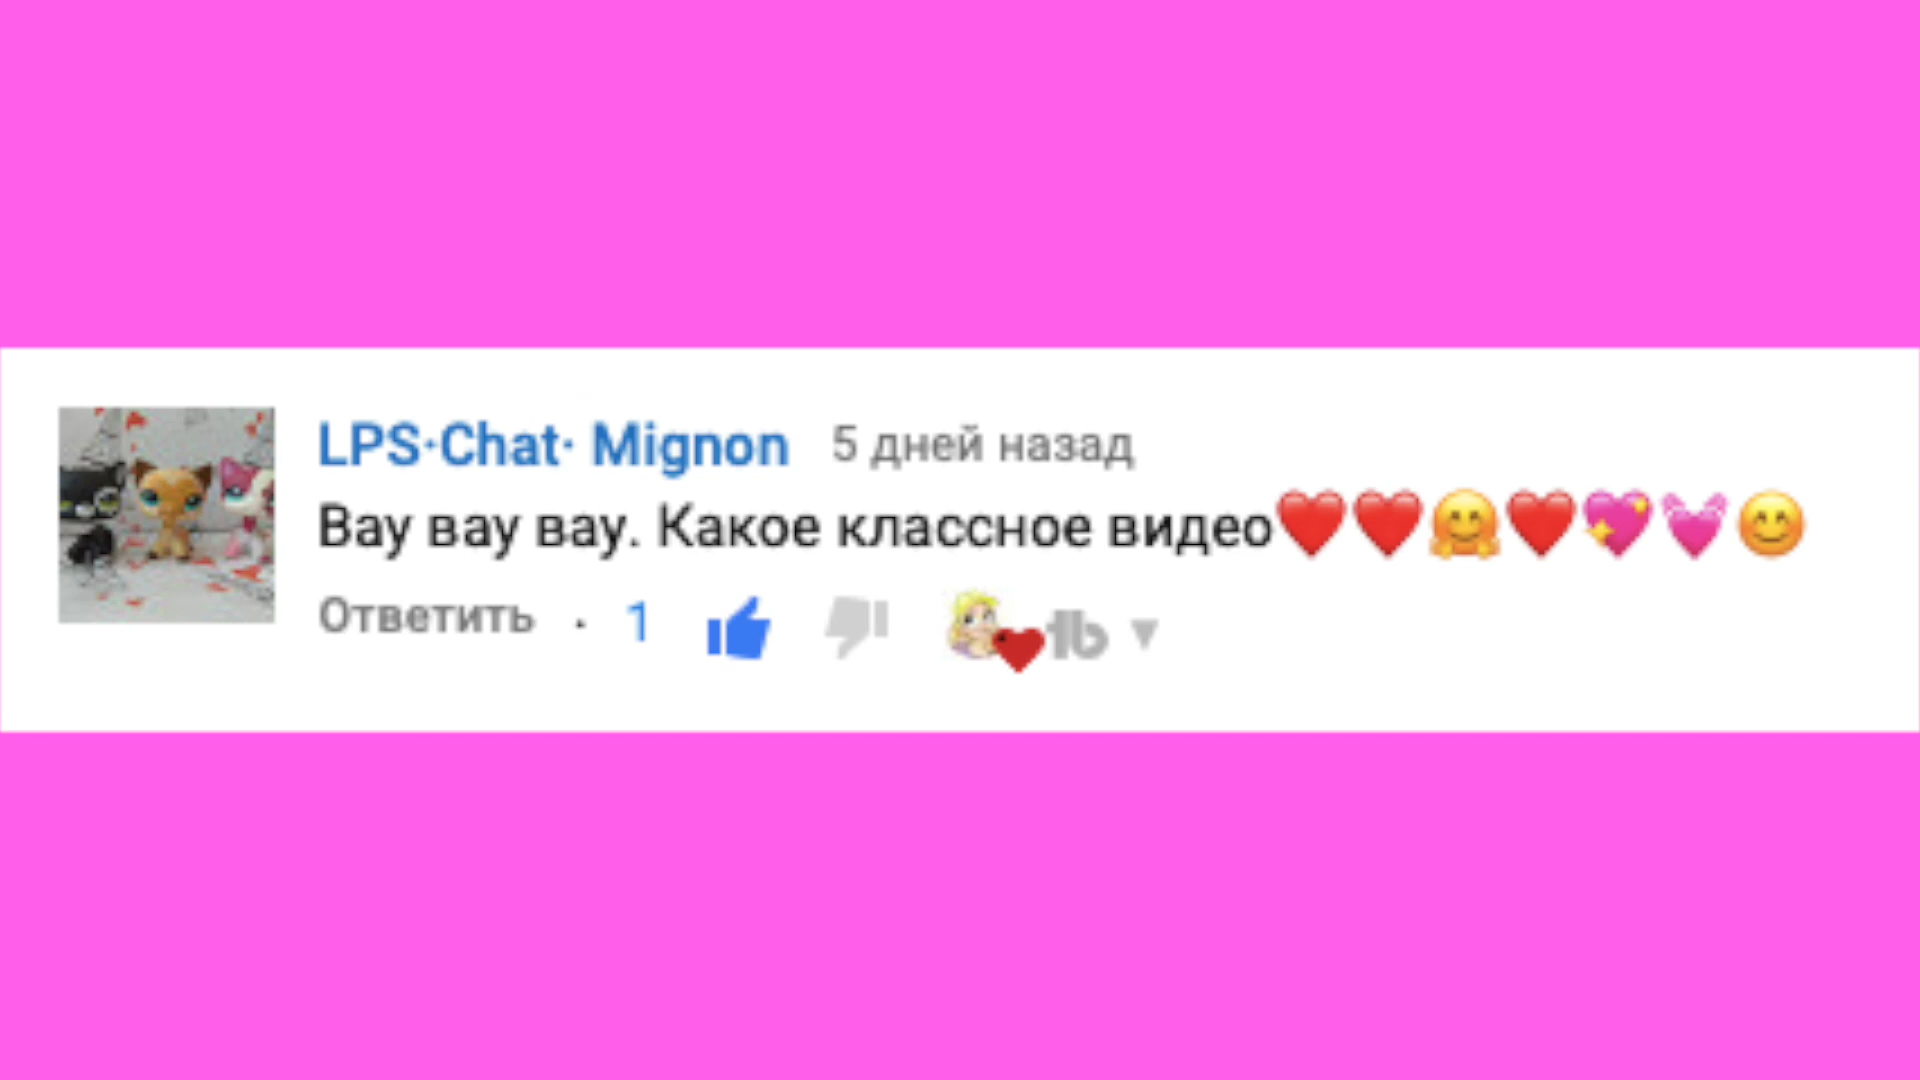 LPS·Chat· Mignon 5 дней назад
Вау вау вау. Какое классное видео❤️❤️🤗❤️💖💓😊
Ответить · 1